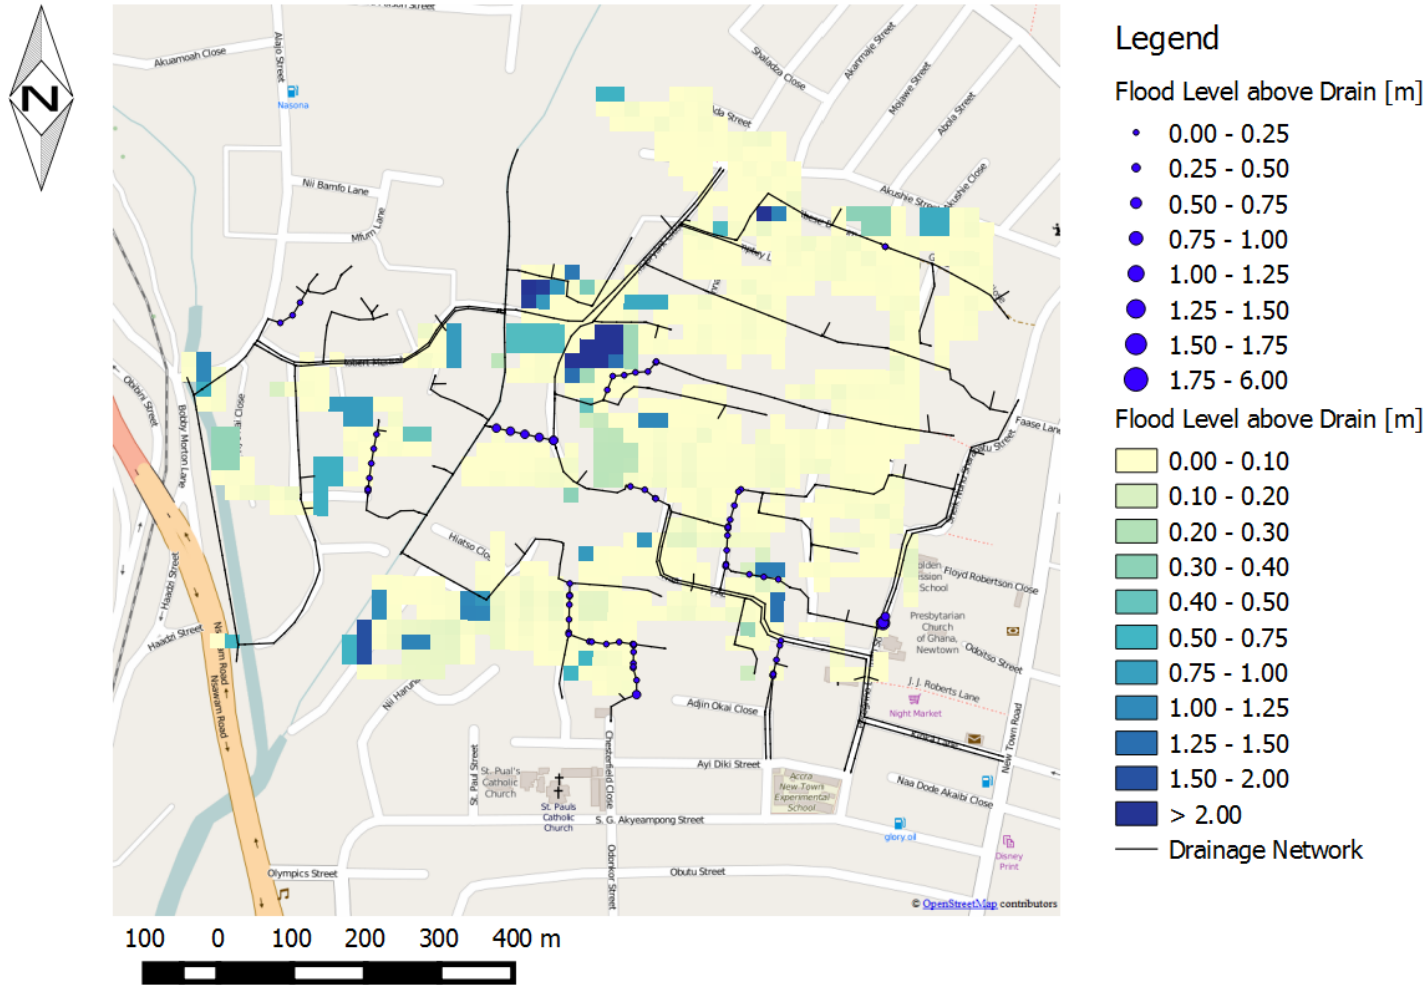 N
Akuamoah Close
Alajo Street
Nasona
Shaladza Close
Akanmaje Street
Mojawe Street
Abola Street
Nii Bamfo Lane
Mfum Lane
Akushie Street
Akushie Close
Obibini Street
Bobby Morton Lane
Faase Lane
Hiatso Clo
Haadzi Street
Haadzi Street
Nsawam Road
Nii Harun
Floyd Robertson Close
Presbytarian
Church
of Ghana,
Newtown
Odoitso Street
J. J. Roberts Lane
Night Market
New Town Road
Adjin Okai Close
Ayi Diki Street
Accra
New Town
Experimental
School
Naa Dode Akaibi Close
St. Paul Street
St. Pual's
Catholic
Church
St. Pauls
Catholic
Church
Chesterfield Close
S. G. Akyeampong Street
glory oil
Disney
Print
Olympics Street
Odonkor Street
Obutu Street
© OpenStreetMap contributors
100 0 100 200 300 400 m
Legend
Flood Level above Drain [m]
0.00 - 0.25
0.25 - 0.50
0.50 - 0.75
0.75 - 1.00
1.00 - 1.25
1.25 - 1.50
1.50 - 1.75
1.75 - 6.00
Flood Level above Drain [m]
0.00 - 0.10
0.10 - 0.20
0.20 - 0.30
0.30 - 0.40
0.40 - 0.50
0.50 - 0.75
0.75 - 1.00
1.00 - 1.25
1.25 - 1.50
1.50 - 2.00
> 2.00
Drainage Network